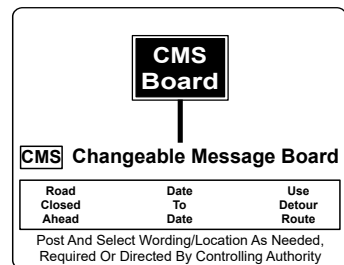 CMS
Board
CMS Changeable Message Board
Road Date Use
Closed To Detour
Ahead Date Route
Post And Select Wording/Location As Needed,
Required Or Directed By Controlling Authority